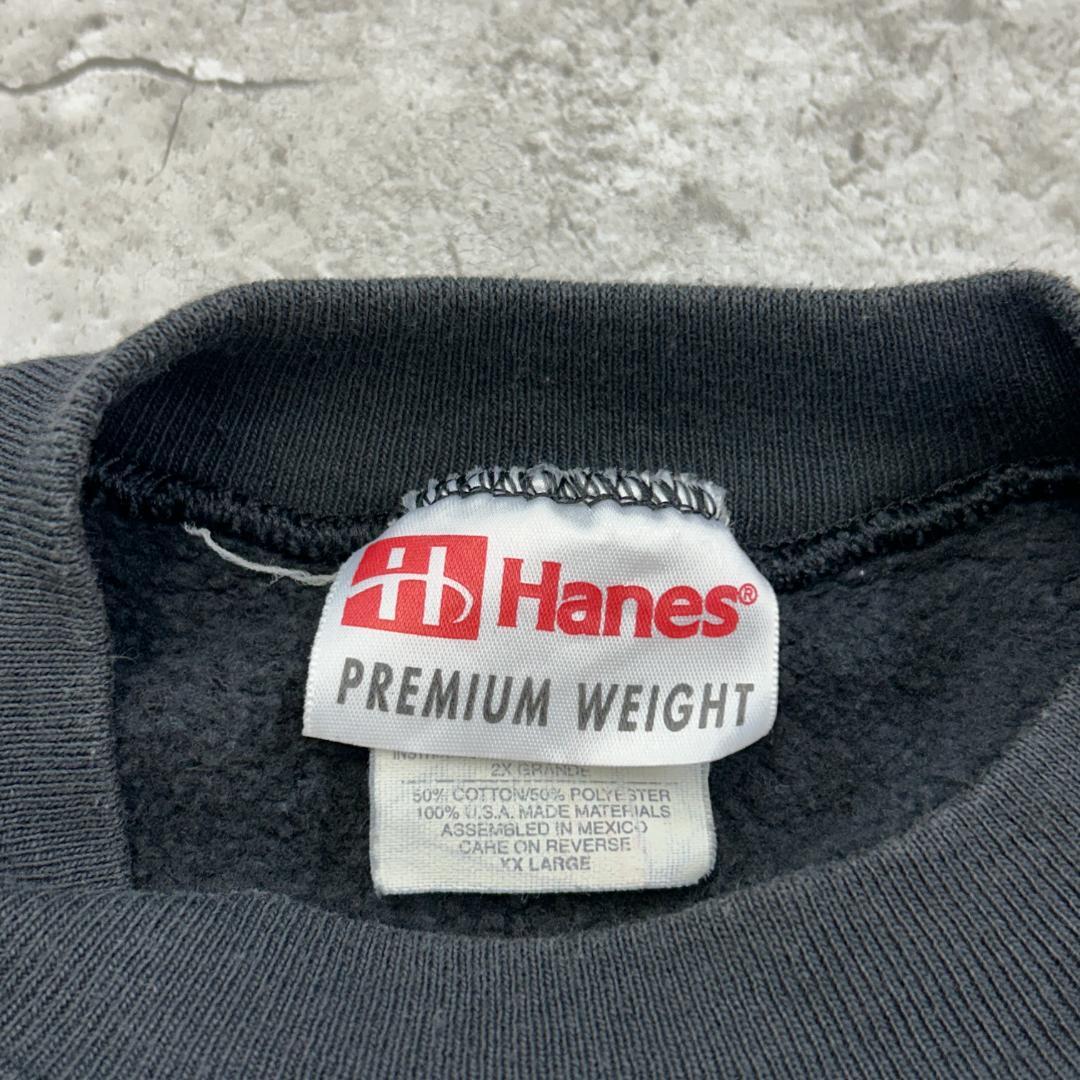 Hanes®
PREMIUM WEIGHT
2X GRANDE
50% COTTON/50% POLYESTER
100% U.S.A. MADE MATERIALS
ASSEMBLED IN MEXICO
CARE ON REVERSE
XX LARGE